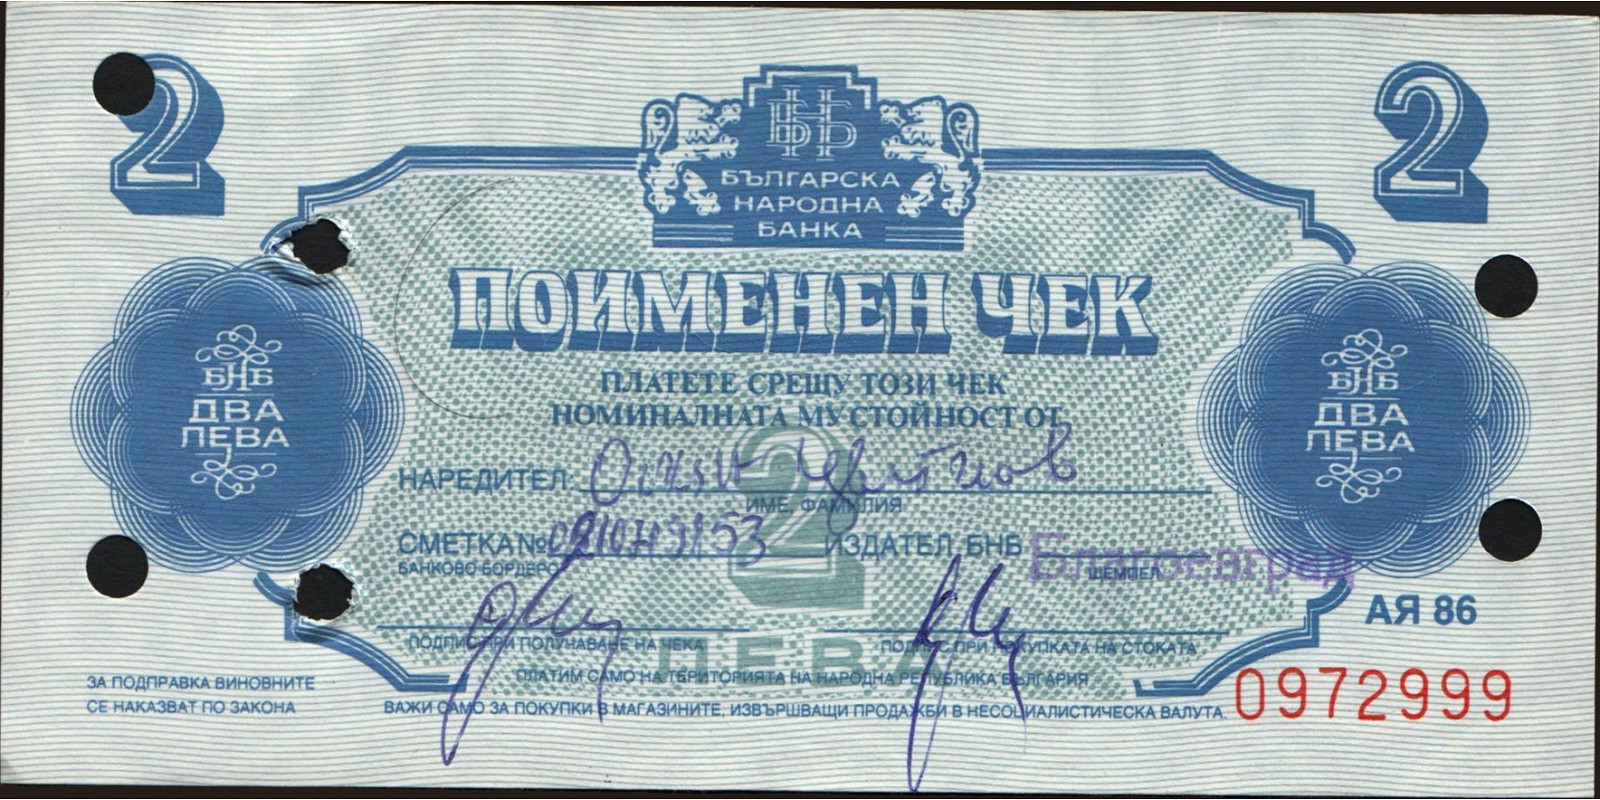 2
2
БНБ
БЪЛГАРСКА
НАРОДНА
БАНКА
ПОИМЕНЕН ЧЕК
БНБ
ДВА
ЛЕВА
БНБ
ДВА
ЛЕВА
ПЛАТЕТЕ СРЕЩУ ТОЗИ ЧЕК
НОМИНАЛНАТА МУ СТОЙНОСТ ОТ
НАРЕДИТЕЛ:
ИМЕ, ФАМИЛИЯ
2
СМЕТКА № ИЗДАТЕЛ БНБ Благоевград
БАНКОВО БОРДЕРО ЩЕМПЕЛ
АЯ 86
ПОДПИС ПРИ ПОЛУЧАВАНЕ НА ЧЕКА ПОДПИС ПРИ ПОКУПКАТА НА СТОКАТА
ЛЕВА
ПЛАТИМ САМО НА ТЕРИТОРИЯТА НА НАРОДНА РЕПУБЛИКА БЪЛГАРИЯ
ЗА ПОДПРАВКА ВИНОВНИТЕ
СЕ НАКАЗВАТ ПО ЗАКОНА
ВАЖИ САМО ЗА ПОКУПКИ В МАГАЗИНИТЕ, ИЗВЪРШВАЩИ ПРОДАЖБИ В НЕСОЦИАЛИСТИЧЕСКА ВАЛУТА.
0972999